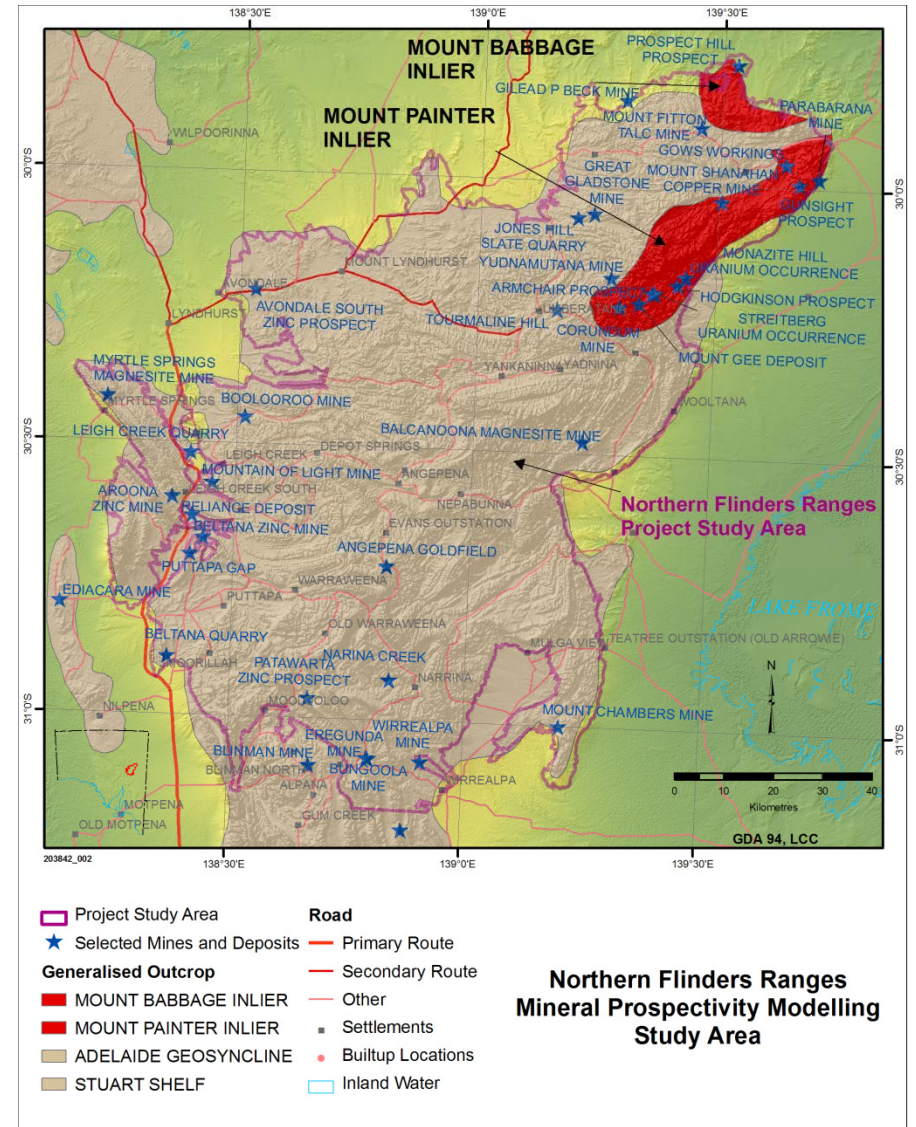 138°30'E
139°0'E
139°30'E
MOUNT BABBAGE
INLIER
PROSPECT HILL
PROSPECT
GILEAD P BECK MINE
MOUNT PAINTER
INLIER
PARABARANA
MINE
MOUNT FITTON
TALC MINE
WILPOORINNA
30°0'S
GOWS WORKINGS
GREAT
GLADSTONE
MINE
MOUNT SHANAHAN
COPPER MINE
30°0'S
GUNSIGHT
PROSPECT
JONES HILL
SLATE QUARRY
MONAZITE HILL
URANIUM OCCURRENCE
YUDNAMUTANA MINE
MOUNT LYNDHURST
AVONDALE
ARMCHAIR PROSPECT
HODGKINSON PROSPECT
AVONDALE SOUTH
ZINC PROSPECT
LYNDHURST
TOURMALINE HILL
CORUNDUM
MINE
STREITBERG
URANIUM OCCURRENCE
MOUNT GEE DEPOSIT
MYRTLE SPRINGS
MAGNESITE MINE
YANKANINNA
YADNINA
MYRTLE SPRINGS
BOOLOOROO MINE
WOOLTANA
30°30'S
LEIGH CREEK QUARRY
BALCANOONA MAGNESITE MINE
LEIGH CREEK
DEPOT SPRINGS
30°30'S
MOUNTAIN OF LIGHT MINE
ANGEPENA
AROONA
ZINC MINE
LEIGH CREEK SOUTH
NEPABUNNA
Northern Flinders Ranges
Project Study Area
RELIANCE DEPOSIT
BELTANA ZINC MINE
EVANS OUTSTATION
ANGEPENA GOLDFIELD
PUTTAPA GAP
EDIACARA MINE
WARRAWEENA
PUTTAPA
LAKE FROME
OLD WARRAWEENA
BELTANA QUARRY
MULGA VIEW
TEATREE OUTSTATION (OLD ARROWIE)
MOORILLAH
PATAWARTA
ZINC PROSPECT
NARINA CREEK
NARRINA
N
31°0'S
NILPENA
MOUNT CHAMBERS MINE
31°0'S
BLINMAN MINE
EREGUNDA
MINE
WIRREALPA
MINE
BLINMAN NORTH
BUNGOOLA
MINE
ALPANA
WIRREALPA
0 5 10 20 30 40
Kilometres
MOTPENA
OLD MOTPENA
GUM CREEK
GDA 94, LCC
203842_002
138°30'E
139°0'E
139°30'E
Project Study Area
Selected Mines and Deposits
Generalised Outcrop
MOUNT BABBAGE INLIER
MOUNT PAINTER INLIER
ADELAIDE GEOSYNCLINE
STUART SHELF
Road
Primary Route
Secondary Route
Other
Settlements
Builtup Locations
Inland Water
Northern Flinders Ranges
Mineral Prospectivity Modelling
Study Area